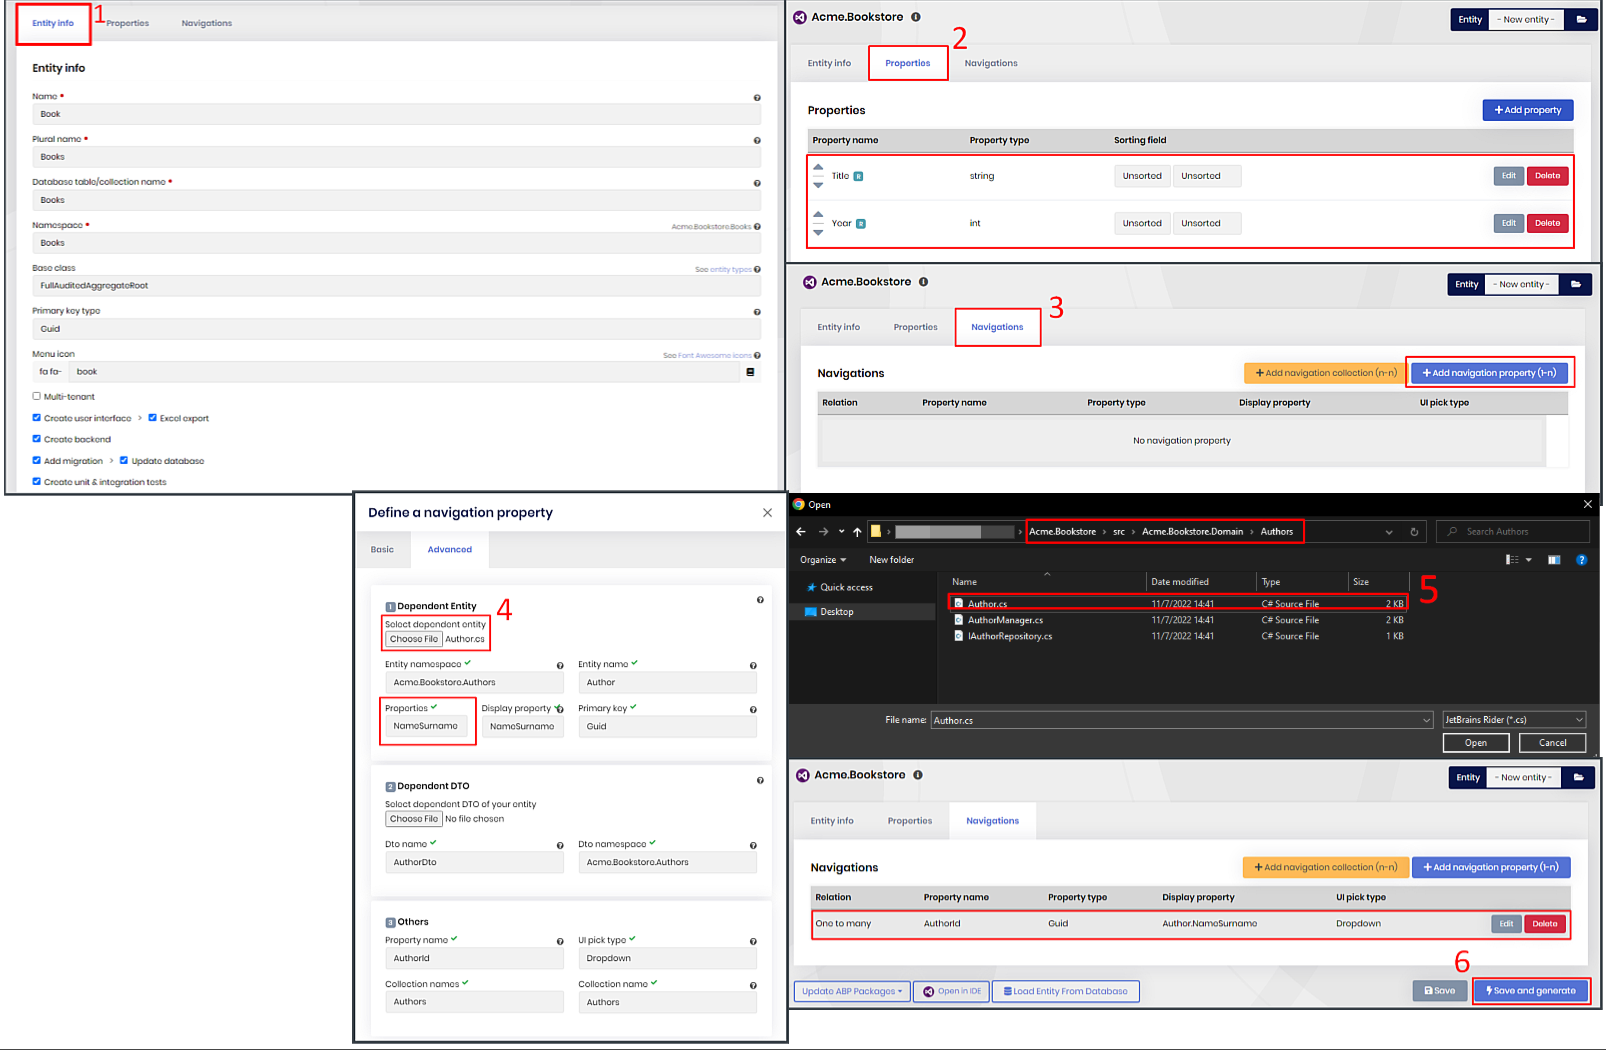 Entity info 1 Properties Navigations
Entity info
Name •
Book
Plural name •
Books
Database table/collection name •
Books
Namespace • Acme.Bookstore.Books
Books
Base class See entity types
FullAuditedAggregateRoot
Primary key type
Guid
Menu icon See Font Awesome icons
fa fa- book
Multi-tenant
Create user interface > Excel export
Create backend
Add migration > Update database
Create unit & integration tests
Acme.Bookstore Entity - New entity -
2
Entity info Properties Navigations
Properties + Add property
Property name Property type Sorting field
Title R string Unsorted Unsorted Edit Delete
Year R int Unsorted Unsorted Edit Delete
Acme.Bookstore Entity - New entity -
3
Entity info Properties Navigations
Navigations + Add navigation collection (n-n) + Add navigation property (1-n)
Relation Property name Property type Display property UI pick type
No navigation property
Define a navigation property
Basic Advanced
4
1 Dependent Entity
Select dependent entity
Choose File Author.cs
Entity namespace Entity name
Acme.Bookstore.Authors Author
Properties Display property Primary key
NameSurname NameSurname Guid
2 Dependent DTO
Select dependent DTO of your entity
Choose File No file chosen
Dto name Dto namespace
AuthorDto Acme.Bookstore.Authors
3 Others
Property name UI pick type
AuthorId Dropdown
Collection names Collection name
Authors Authors
Open
Acme.Bookstore > src > Acme.Bookstore.Domain > Authors Search Authors
Organize New folder
Quick access
Desktop
Name Date modified Type Size
5
Author.cs 11/7/2022 14:41 C# Source File 2 KB
AuthorManager.cs 11/7/2022 14:41 C# Source File 2 KB
IAuthorRepository.cs 11/7/2022 14:41 C# Source File 1 KB
File name: Author.cs JetBrains Rider (*.cs)
Open Cancel
Acme.Bookstore Entity - New entity -
Entity info Properties Navigations
Navigations + Add navigation collection (n-n) + Add navigation property (1-n)
Relation Property name Property type Display property UI pick type
One to many AuthorId Guid Author.NameSurname Dropdown Edit Delete
6
Update ABP Packages Open in IDE Load Entity From Database Save Save and generate